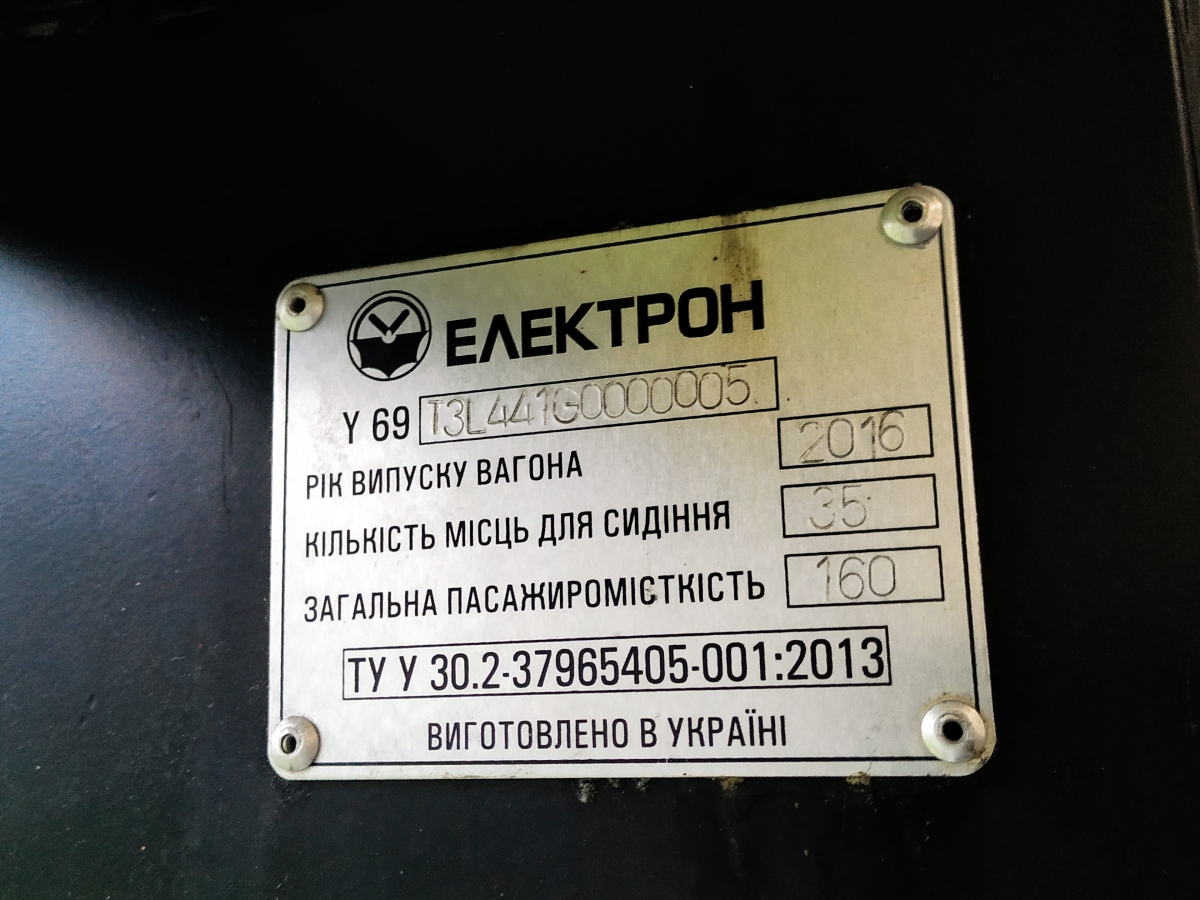 ЕЛЕКТРОН
Y 69 T3L441G0000005
РІК ВИПУСКУ ВАГОНА 2016
КІЛЬКІСТЬ МІСЦЬ ДЛЯ СИДІННЯ 35
ЗАГАЛЬНА ПАСАЖИРОМІСТКІСТЬ 160
ТУ У 30.2-37965405-001:2013
ВИГОТОВЛЕНО В УКРАЇНІ